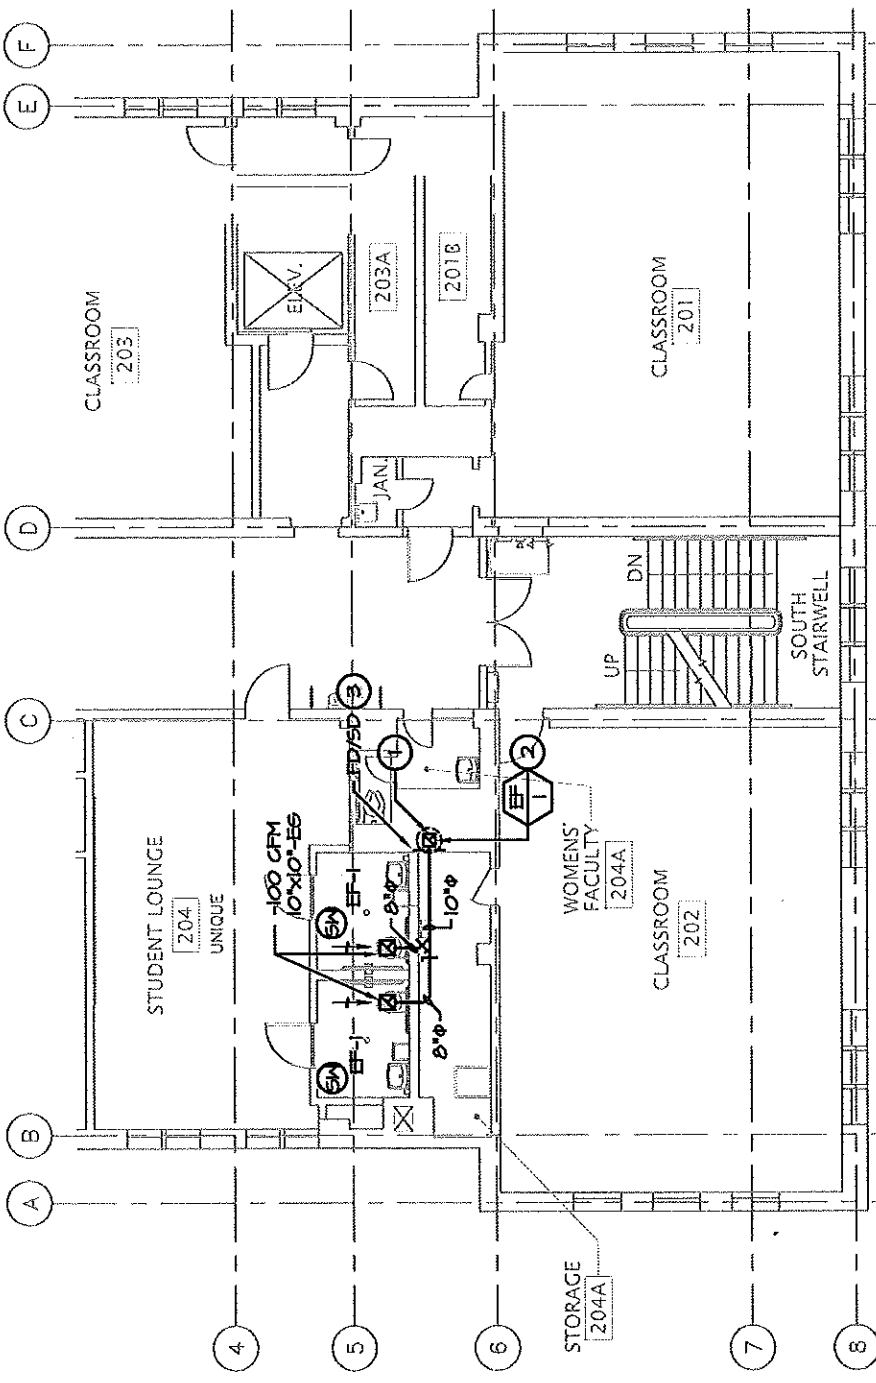 F
E
D
C
B
A
4
5
6
7
8
CLASSROOM
203
ELEV.
203A
201B
CLASSROOM
201
JAN.
DN
UP
SOUTH
STAIRWELL
STUDENT LOUNGE
204
UNIQUE
100 CFM
10"x10"-EG
FD/SD
3
1
2
EF
1
SW
EF-1
SW
EF-1
8"Φ
10"Φ
8"Φ
WOMENS'
FACULTY
204A
CLASSROOM
202
STORAGE
204A